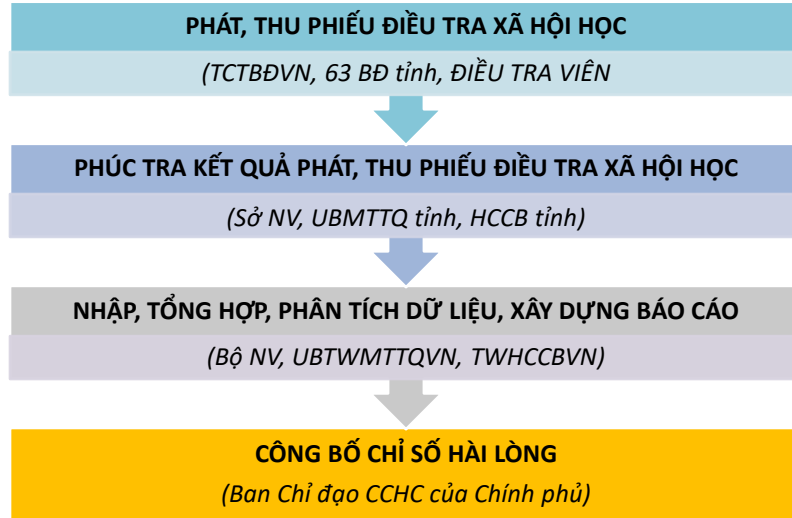 PHÁT, THU PHIẾU ĐIỀU TRA XÃ HỘI HỌC
(TCTBĐVN, 63 BĐ tỉnh, ĐIỀU TRA VIÊN
PHÚC TRA KẾT QUẢ PHÁT, THU PHIẾU ĐIỀU TRA XÃ HỘI HỌC
(Sở NV, UBMTTQ tỉnh, HCCB tỉnh)
NHẬP, TỔNG HỢP, PHÂN TÍCH DỮ LIỆU, XÂY DỰNG BÁO CÁO
(Bộ NV, UBTWMTTQVN, TWHCCBVN)
CÔNG BỐ CHỈ SỐ HÀI LÒNG
(Ban Chỉ đạo CCHC của Chính phủ)